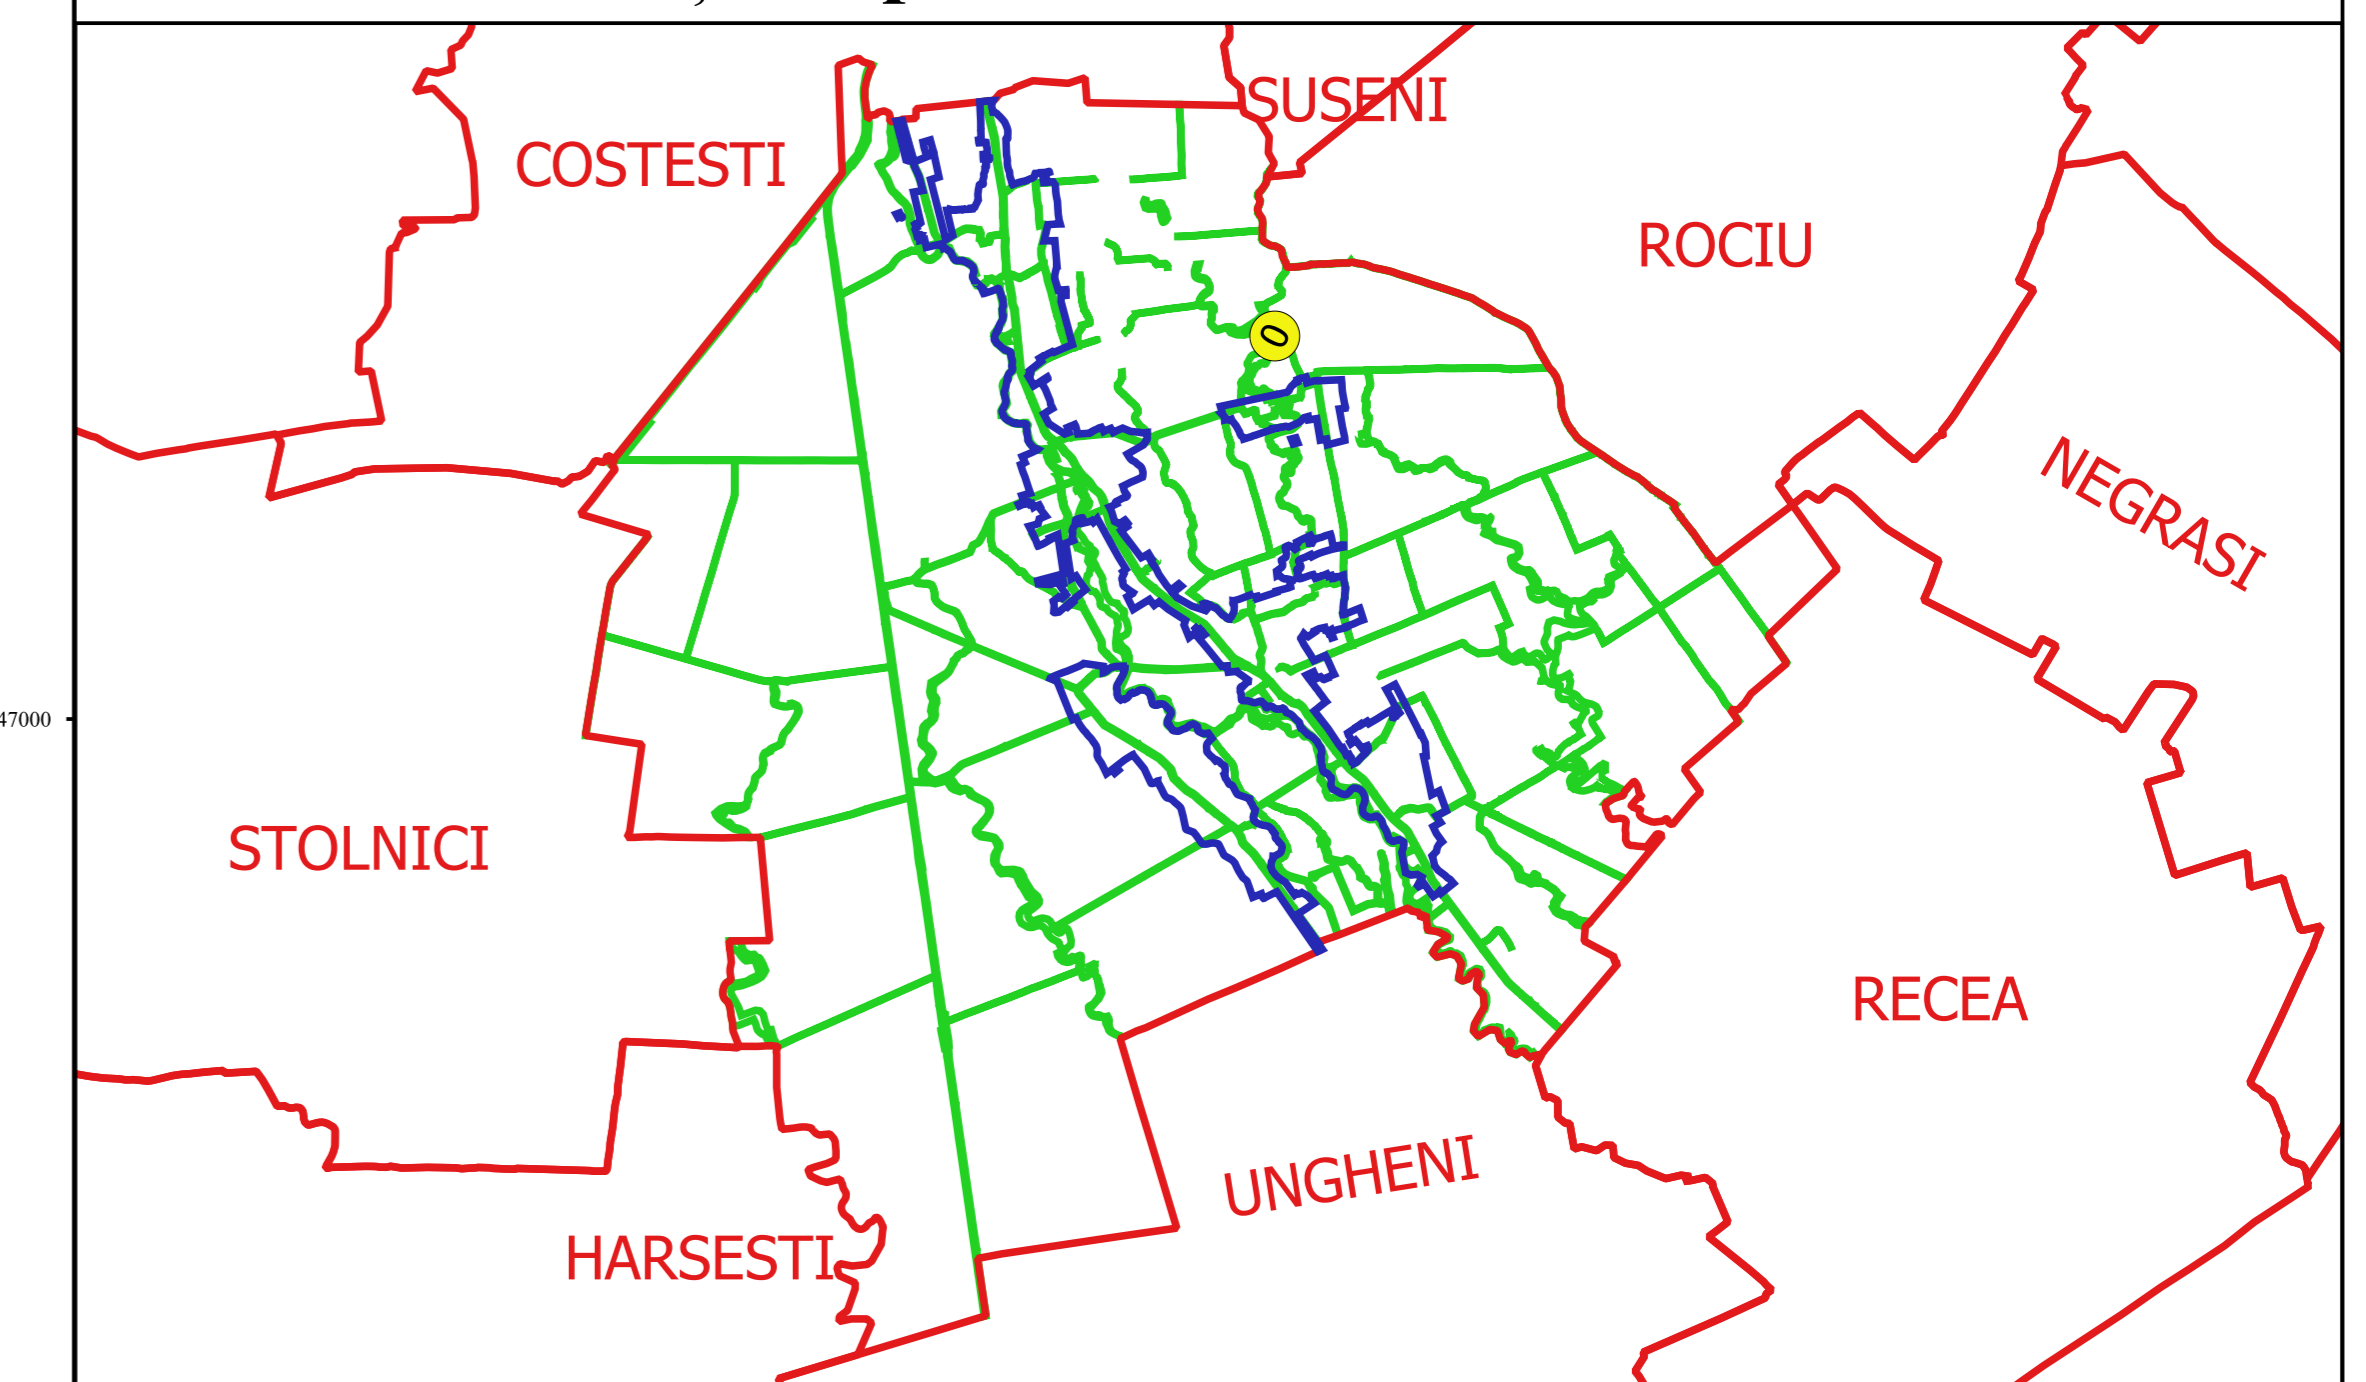 SUSENI
COSTESTI
ROCIU
0
NEGRASI
47000
STOLNICI
RECEA
UNGHENI
HARSESTI